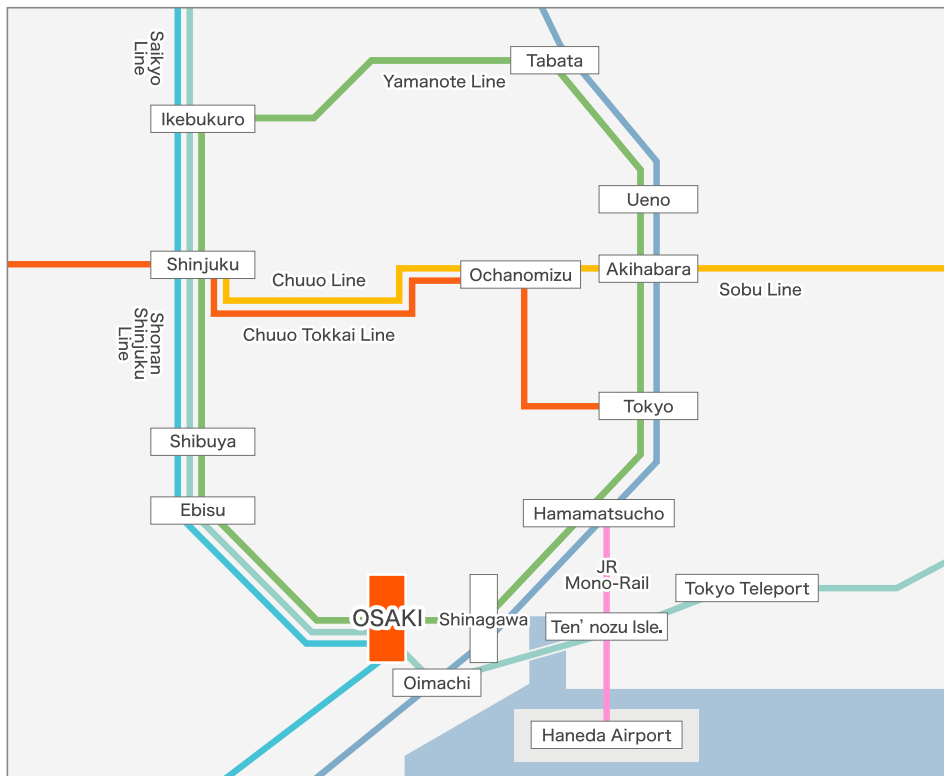 Saikyo
Line
Tabata
Yamanote Line
Ikebukuro
Ueno
Shinjuku
Chuuo Line
Ochanomizu
Akihabara
Sobu Line
Chuuo Tokkai Line
Shonan
Shinjuku
Line
Tokyo
Shibuya
Ebisu
Hamamatsucho
JR
Mono-Rail
Tokyo Teleport
OSAKI
Shinagawa
Ten’ nozu Isle.
Oimachi
Haneda Airport